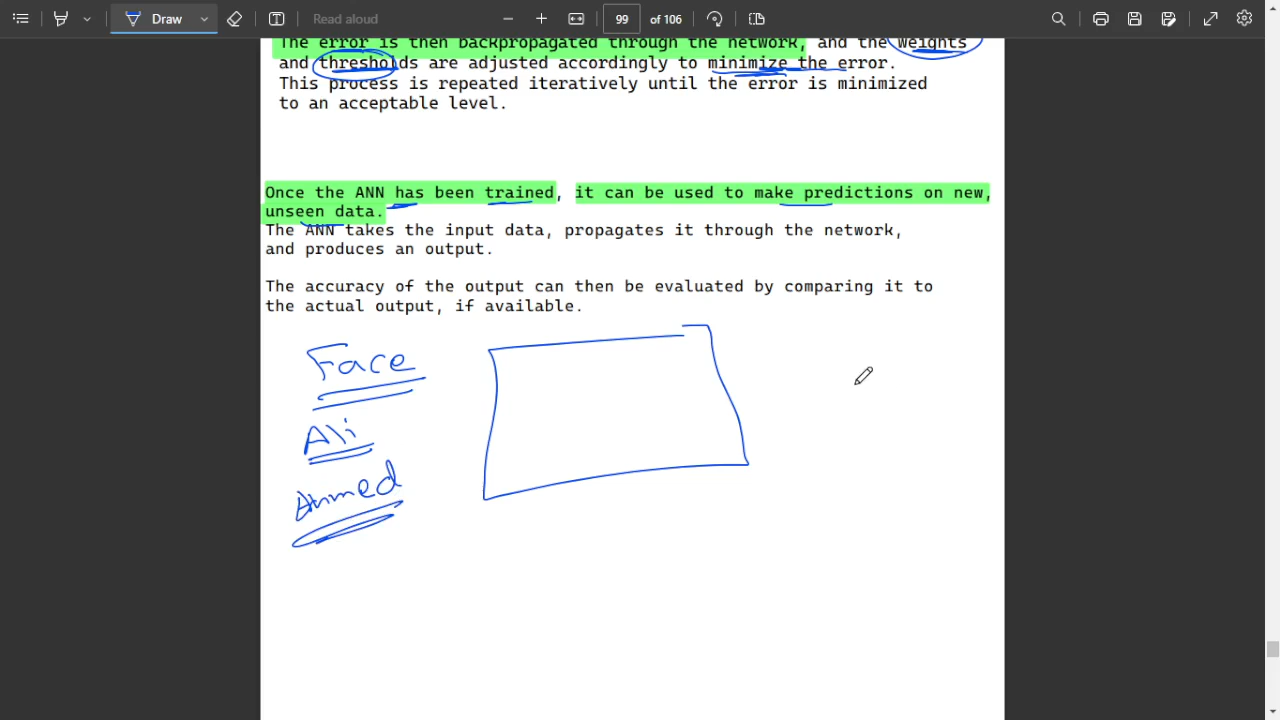 Draw
Read aloud
99 of 106
The error is then backpropagated through the network, and the weights
and thresholds are adjusted accordingly to minimize the error.
This process is repeated iteratively until the error is minimized
to an acceptable level.
Once the ANN has been trained, it can be used to make predictions on new,
unseen data.
The ANN takes the input data, propagates it through the network,
and produces an output.
The accuracy of the output can then be evaluated by comparing it to
the actual output, if available.
Face
Ali
Ahmed